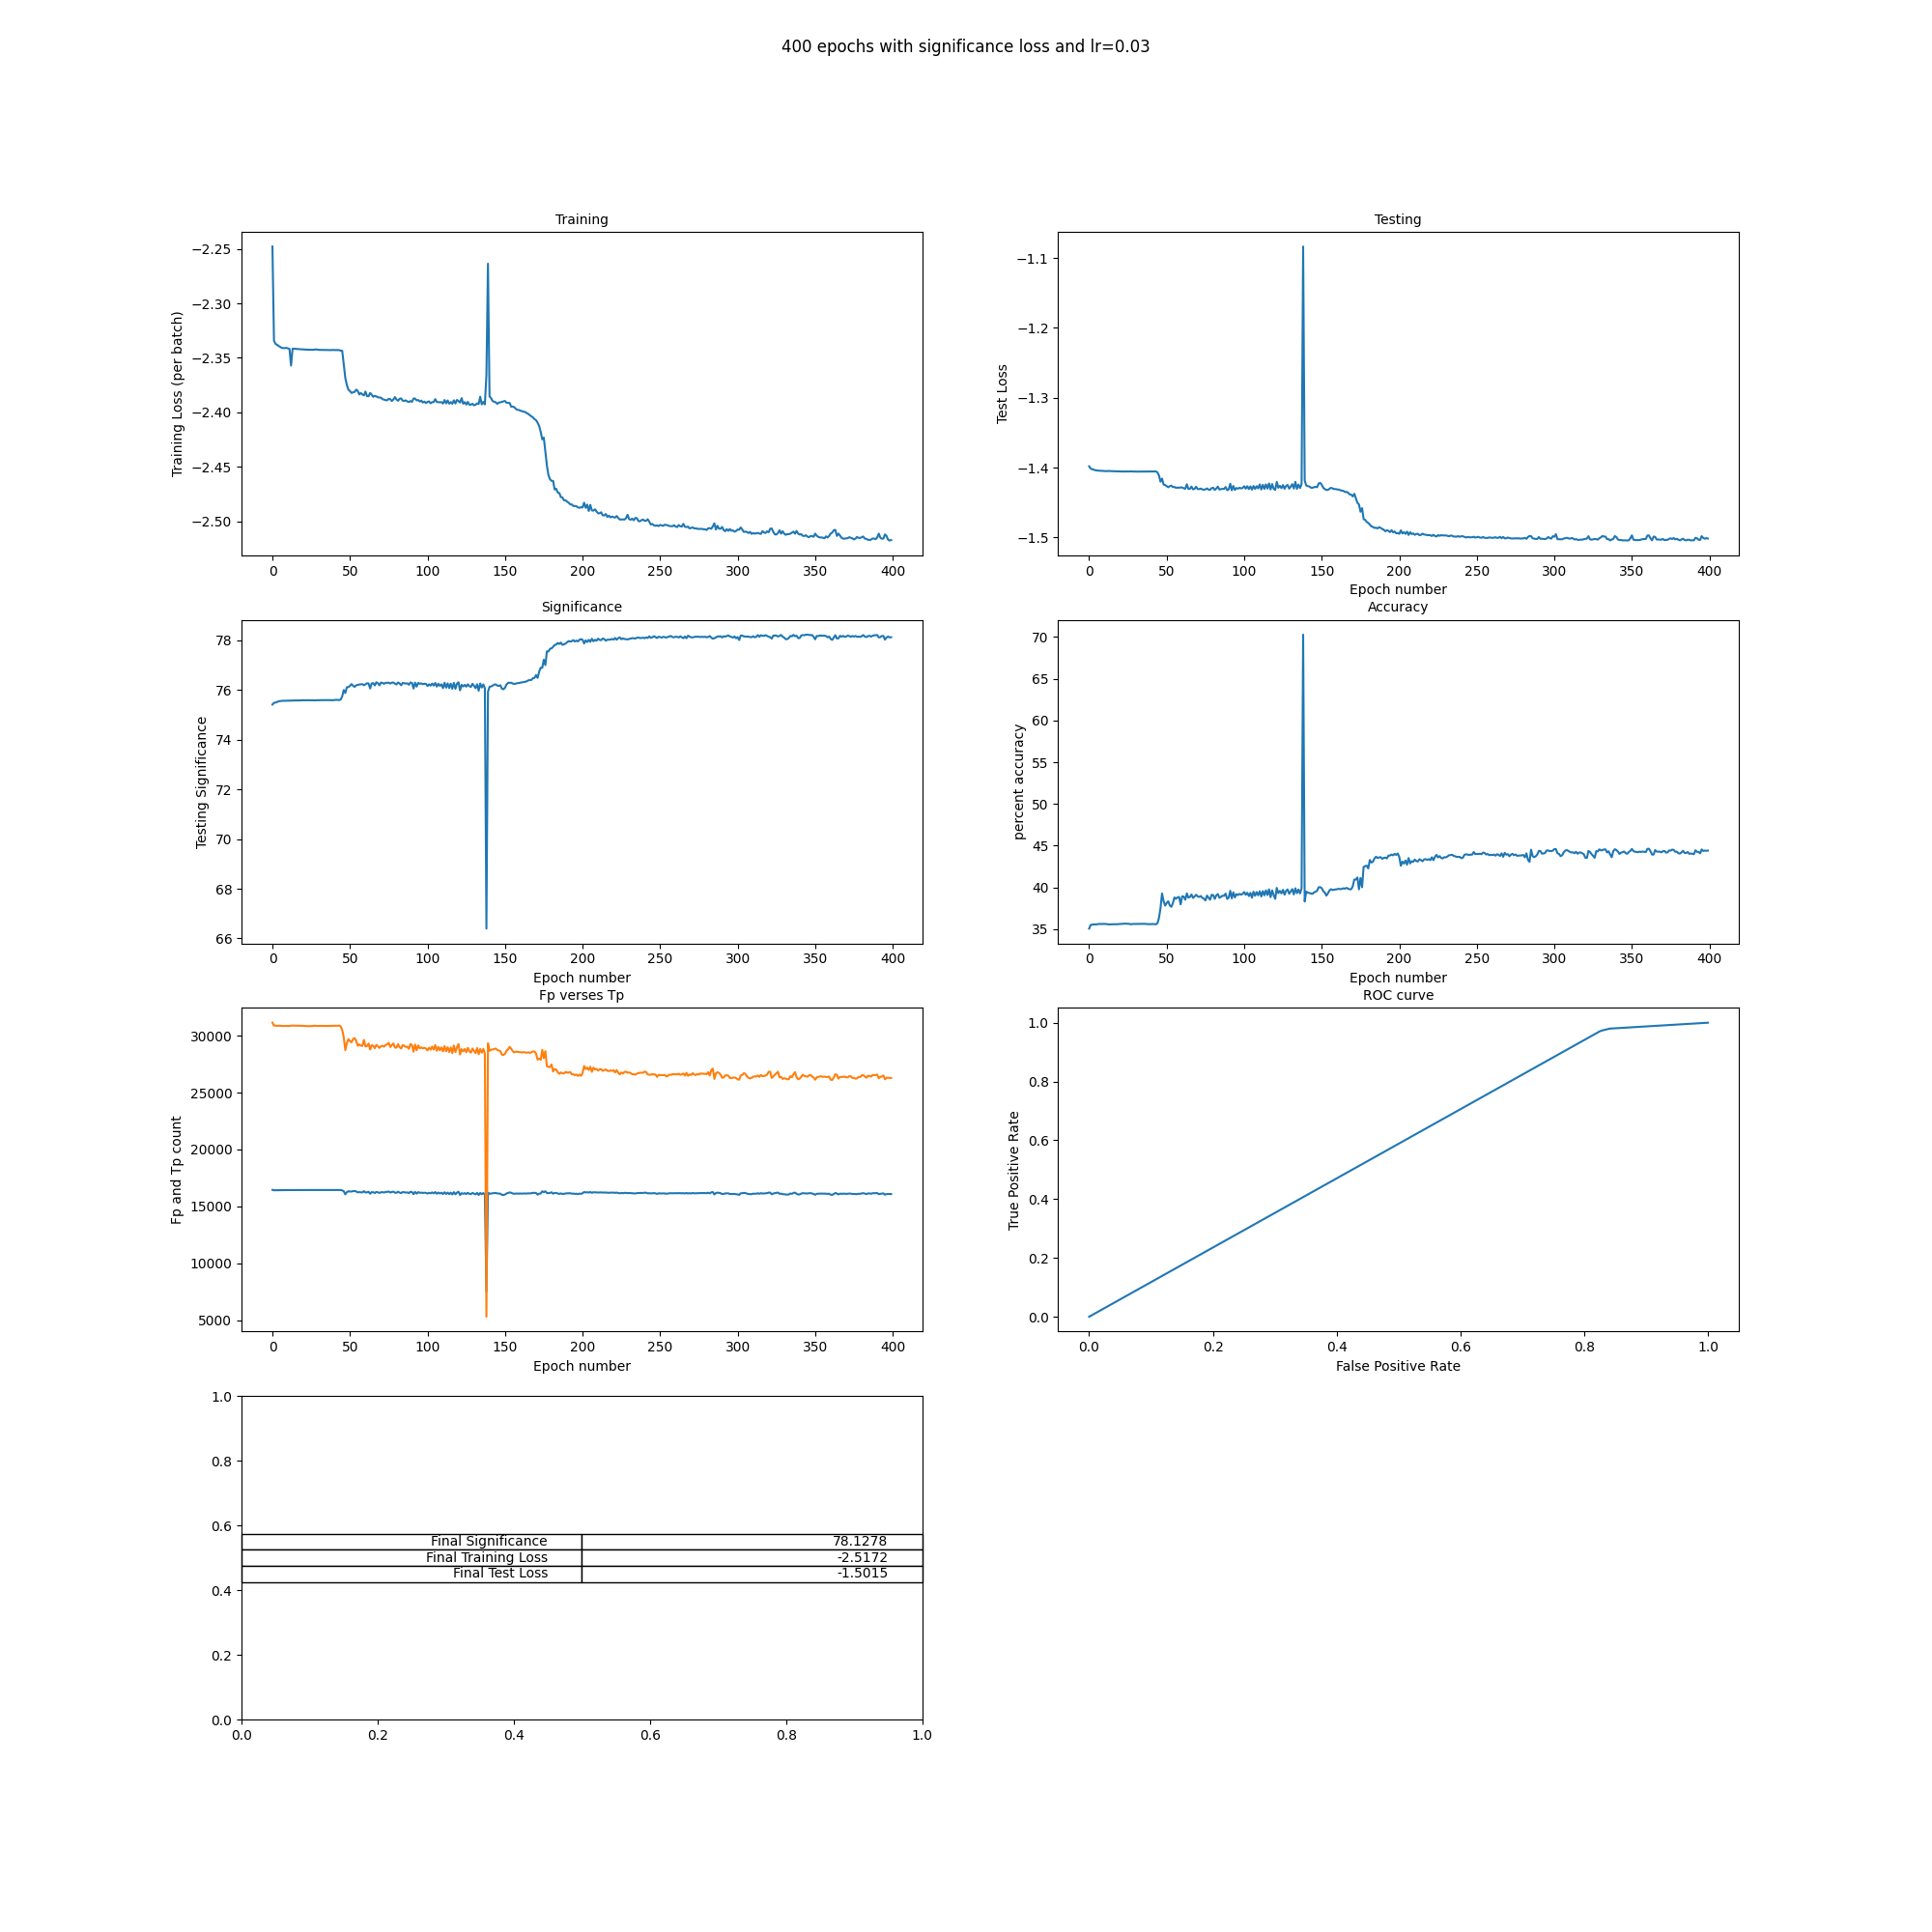 400 epochs with significance loss and lr=0.03
Training
−2.25
−2.30
−2.35
−2.40
−2.45
−2.50
Training Loss (per batch)
0 50 100 150 200 250 300 350 400
Testing
−1.1
−1.2
−1.3
−1.4
−1.5
Test Loss
0 50 100 150 200 250 300 350 400
Epoch number
Significance
78
76
74
72
70
68
66
Testing Significance
0 50 100 150 200 250 300 350 400
Epoch number
Accuracy
70
65
60
55
50
45
40
35
percent accuracy
0 50 100 150 200 250 300 350 400
Epoch number
Fp verses Tp
30000
25000
20000
15000
10000
5000
Fp and Tp count
0 50 100 150 200 250 300 350 400
Epoch number
ROC curve
1.0
0.8
0.6
0.4
0.2
0.0
True Positive Rate
0.0 0.2 0.4 0.6 0.8 1.0
False Positive Rate
1.0
0.8
0.6
Final Significance 78.1278
Final Training Loss -2.5172
Final Test Loss -1.5015
0.4
0.2
0.0
0.0 0.2 0.4 0.6 0.8 1.0